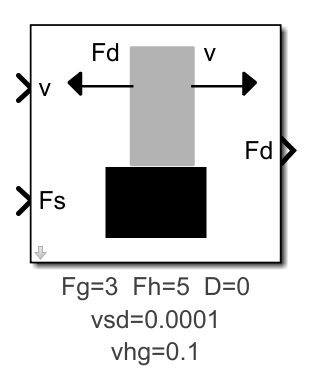 Fd v
v
Fd
Fs
Fg=3 Fh=5 D=0
vsd=0.0001
vhg=0.1